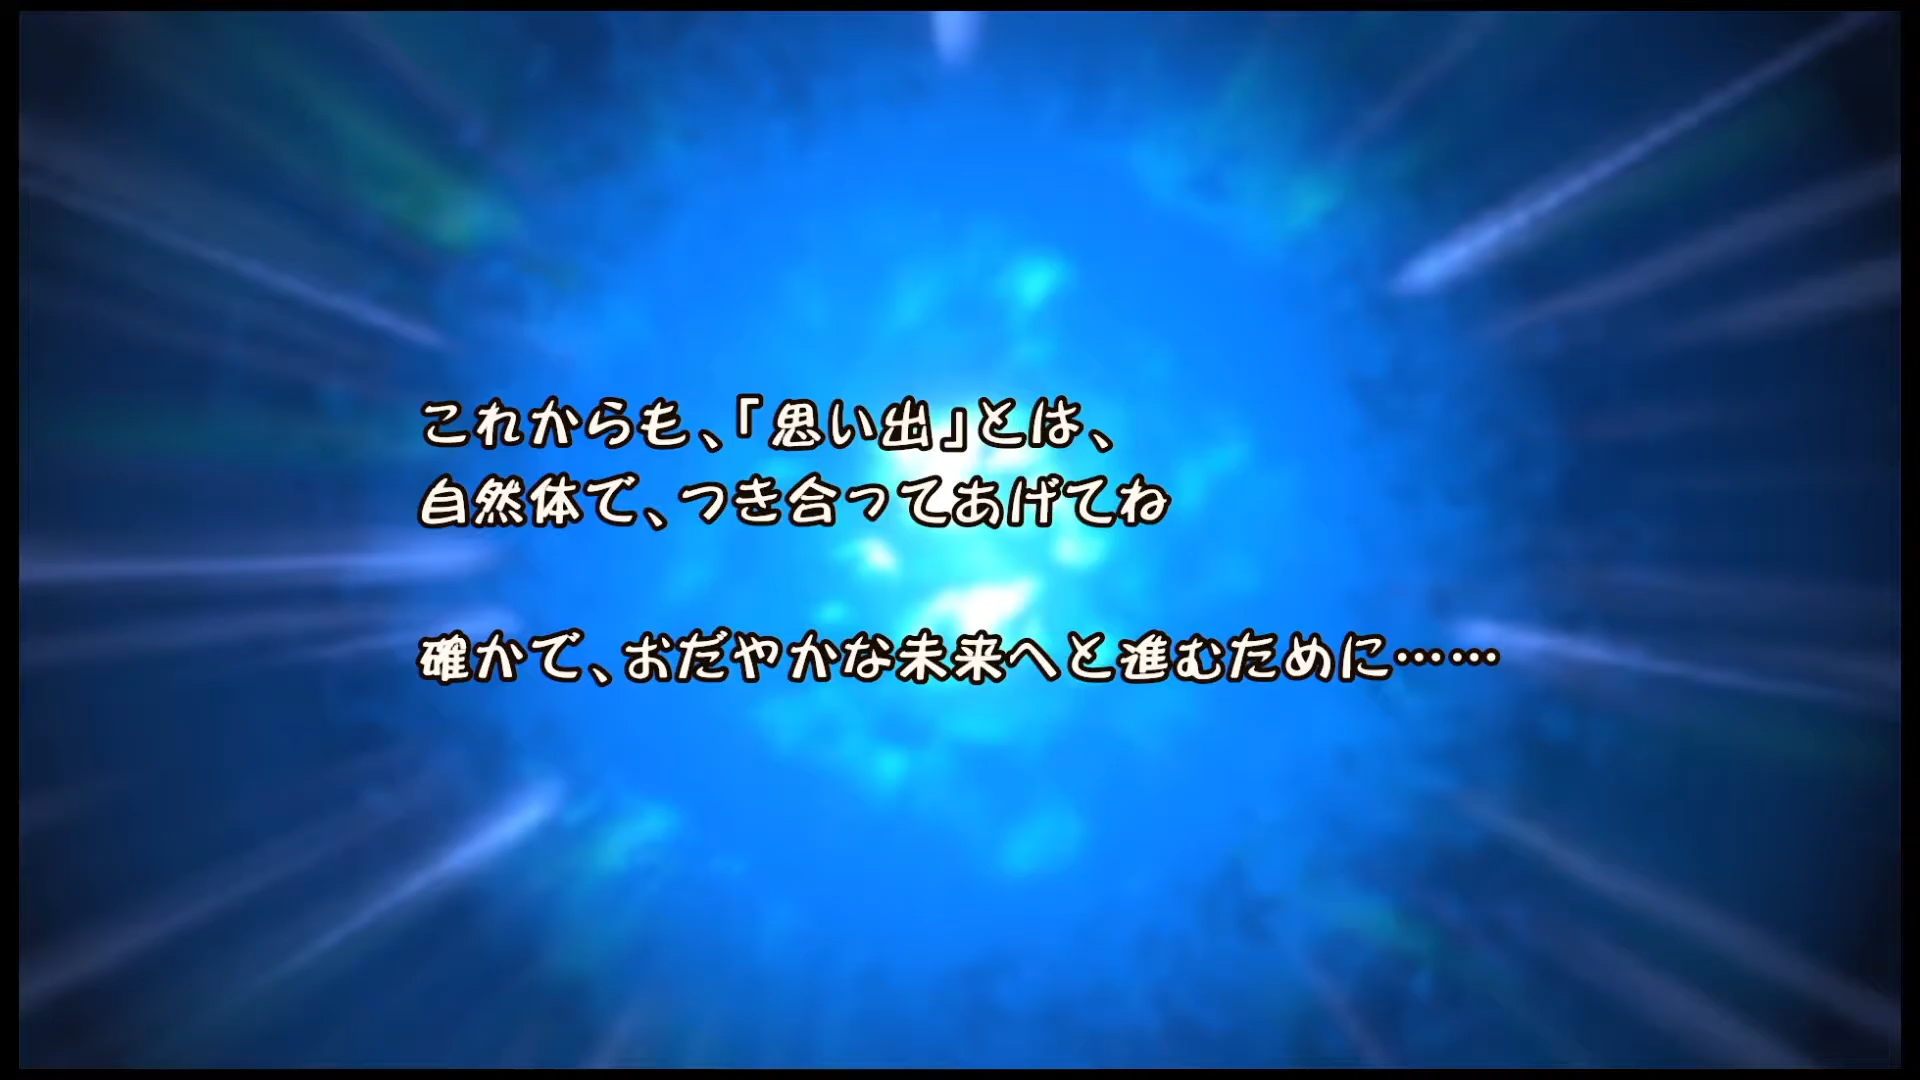 これからも、「思い出」とは、
自然体で、つき合ってあげてね
確かで、おだやかな未来へと進むために……